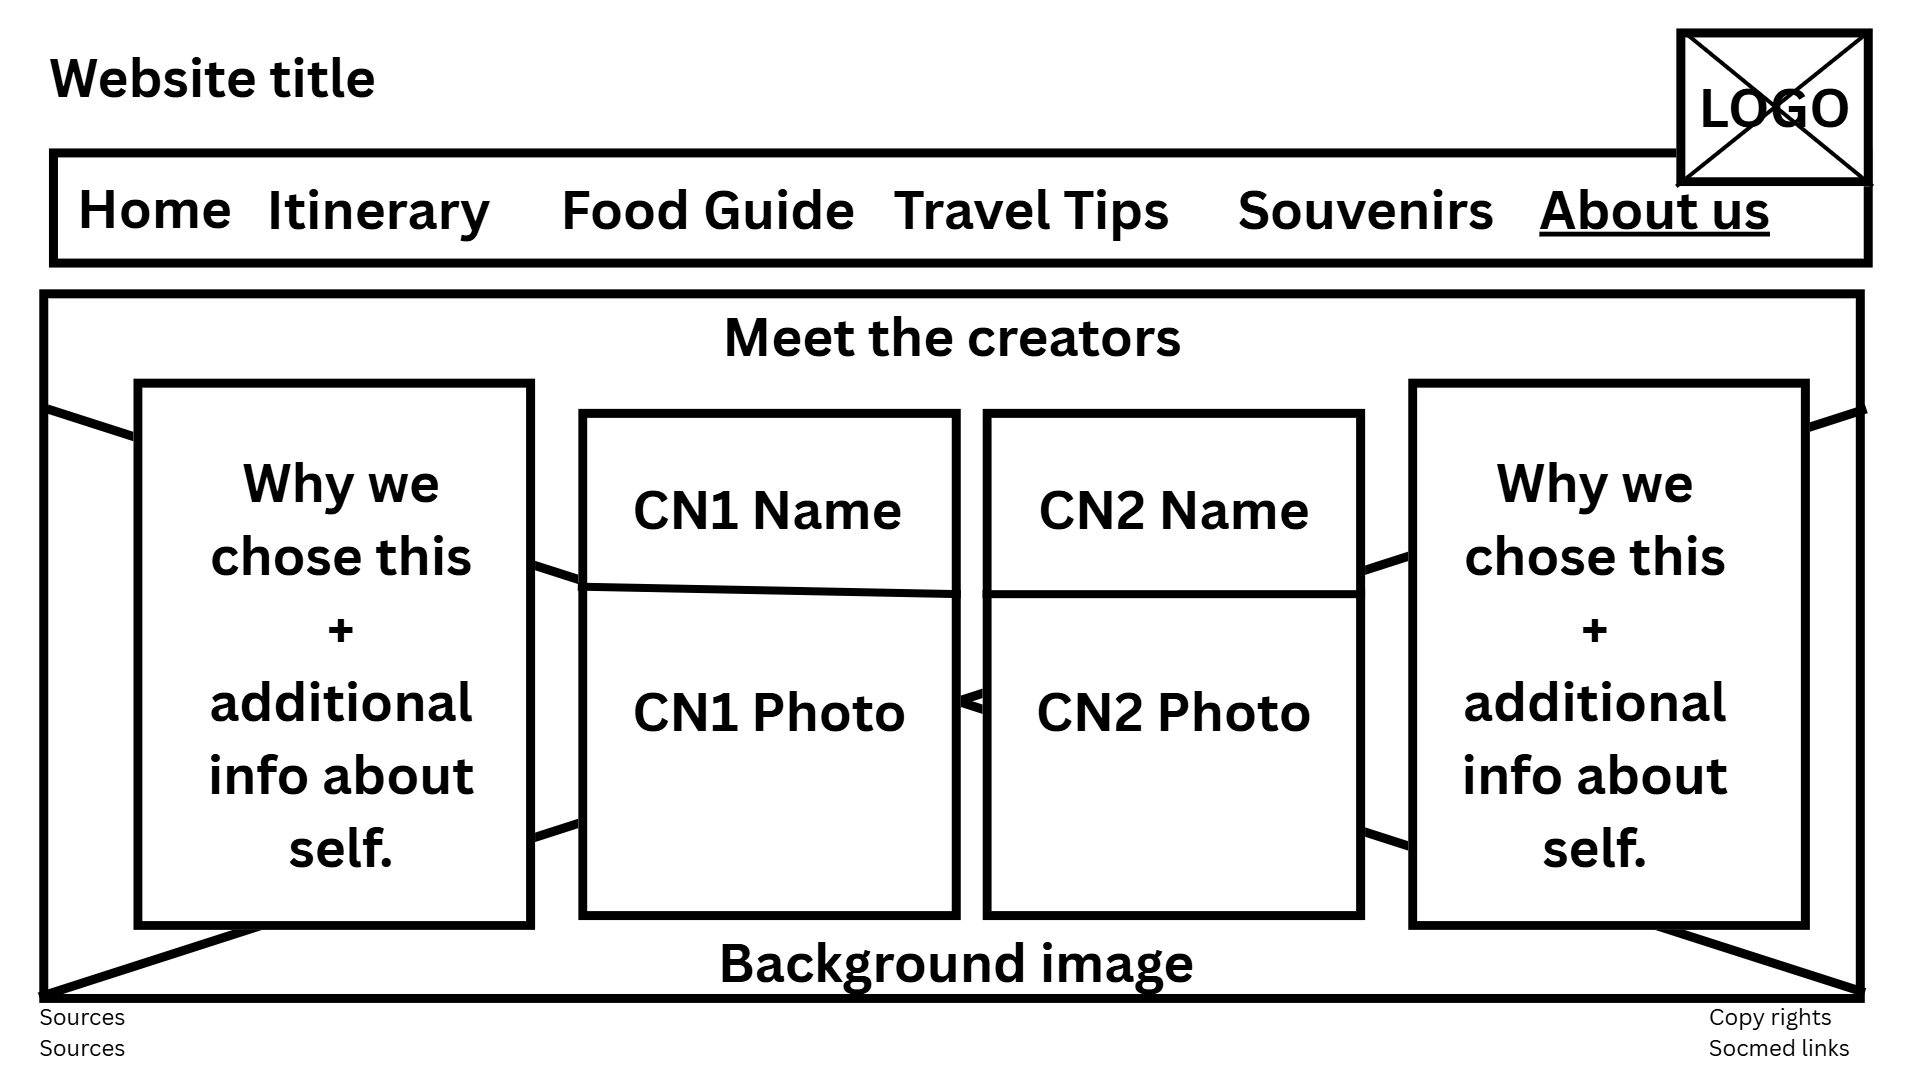 Website title
LOGO
Home Itinerary Food Guide Travel Tips Souvenirs About us
Meet the creators
Why we
chose this
+
additional
info about
self.
CN1 Name
CN1 Photo
CN2 Name
CN2 Photo
Why we
chose this
+
additional
info about
self.
Background image
Sources
Sources
Copy rights
Socmed links